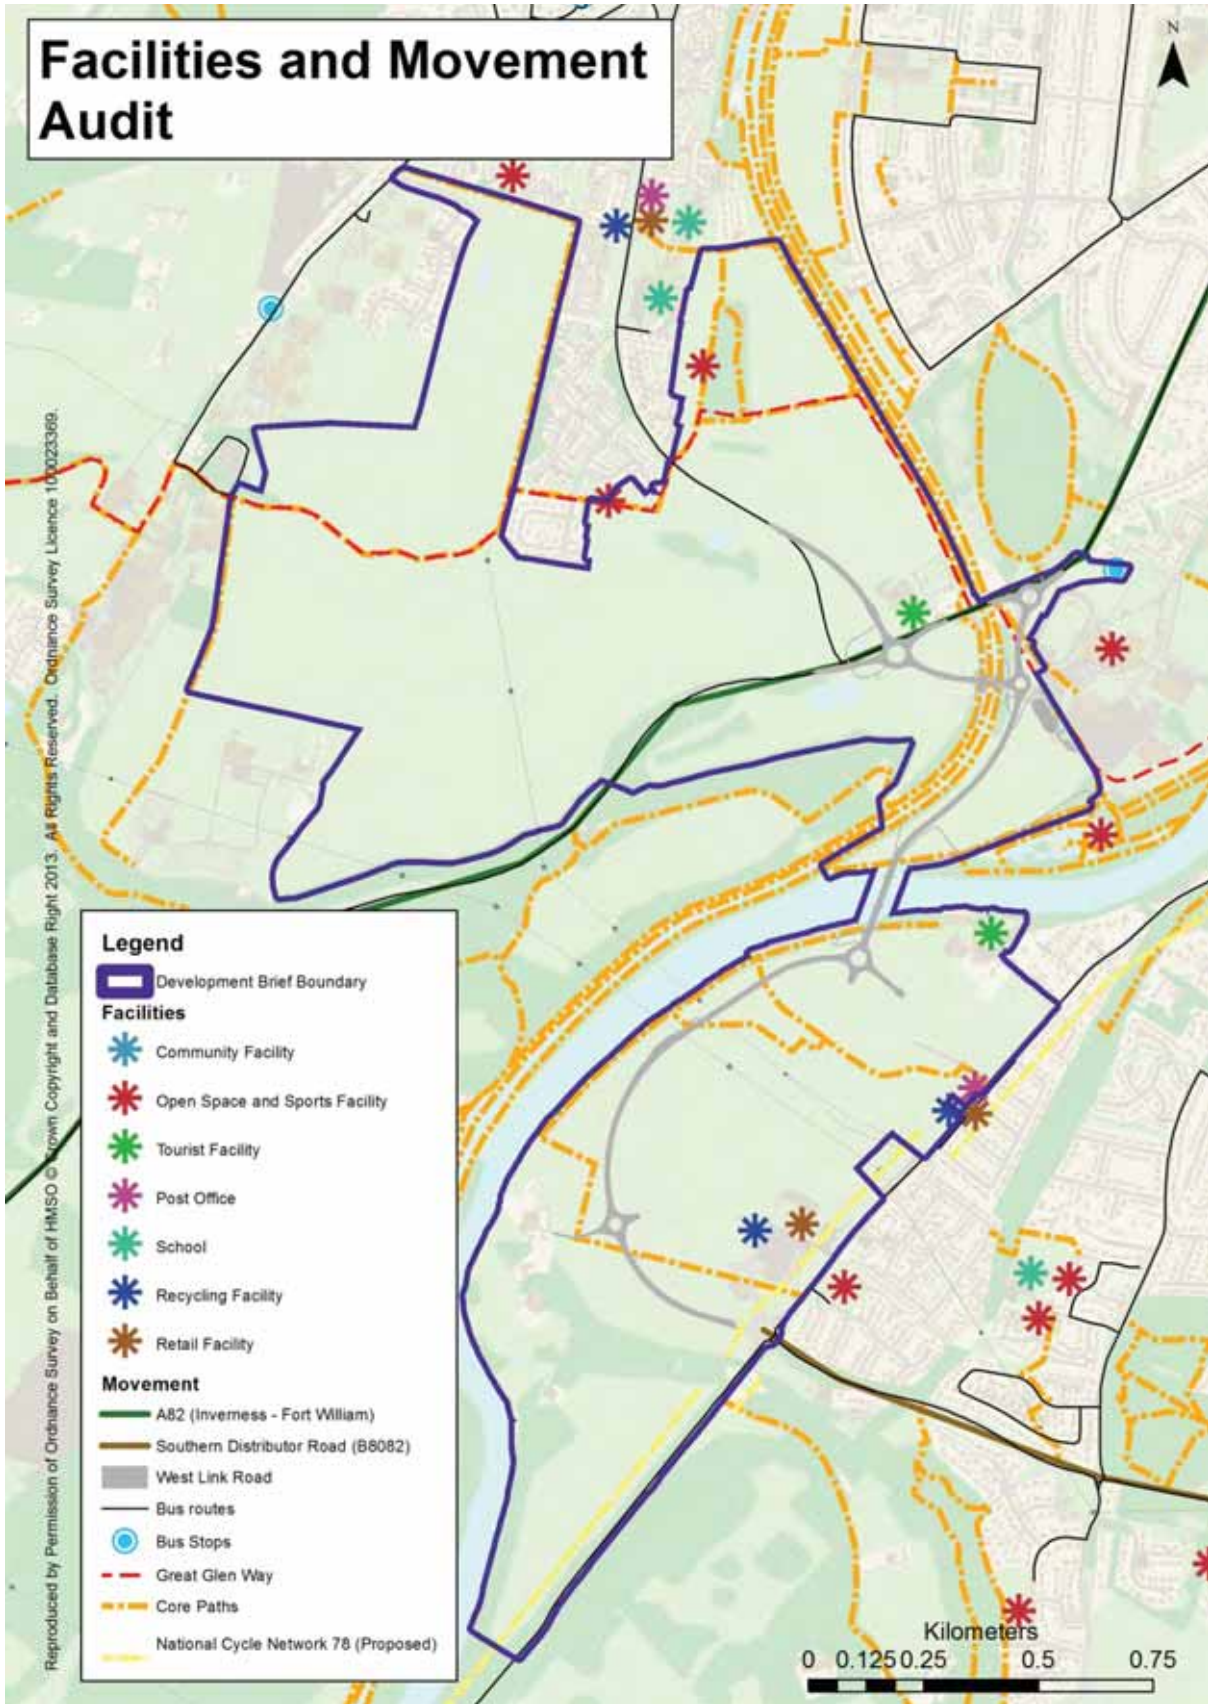 Facilities and Movement
Audit
N
Reproduced by Permission of Ordnance Survey on Behalf of HMSO © Crown Copyright and Database Right 2013. All Rights Reserved. Ordnance Survey Licence 100023369.
Legend
Development Brief Boundary
Facilities
Community Facility
Open Space and Sports Facility
Tourist Facility
Post Office
School
Recycling Facility
Retail Facility
Movement
A82 (Inverness - Fort William)
Southern Distributor Road (B8082)
West Link Road
Bus routes
Bus Stops
Great Glen Way
Core Paths
National Cycle Network 78 (Proposed)
Kilometers
0 0.125 0.25 0.5 0.75